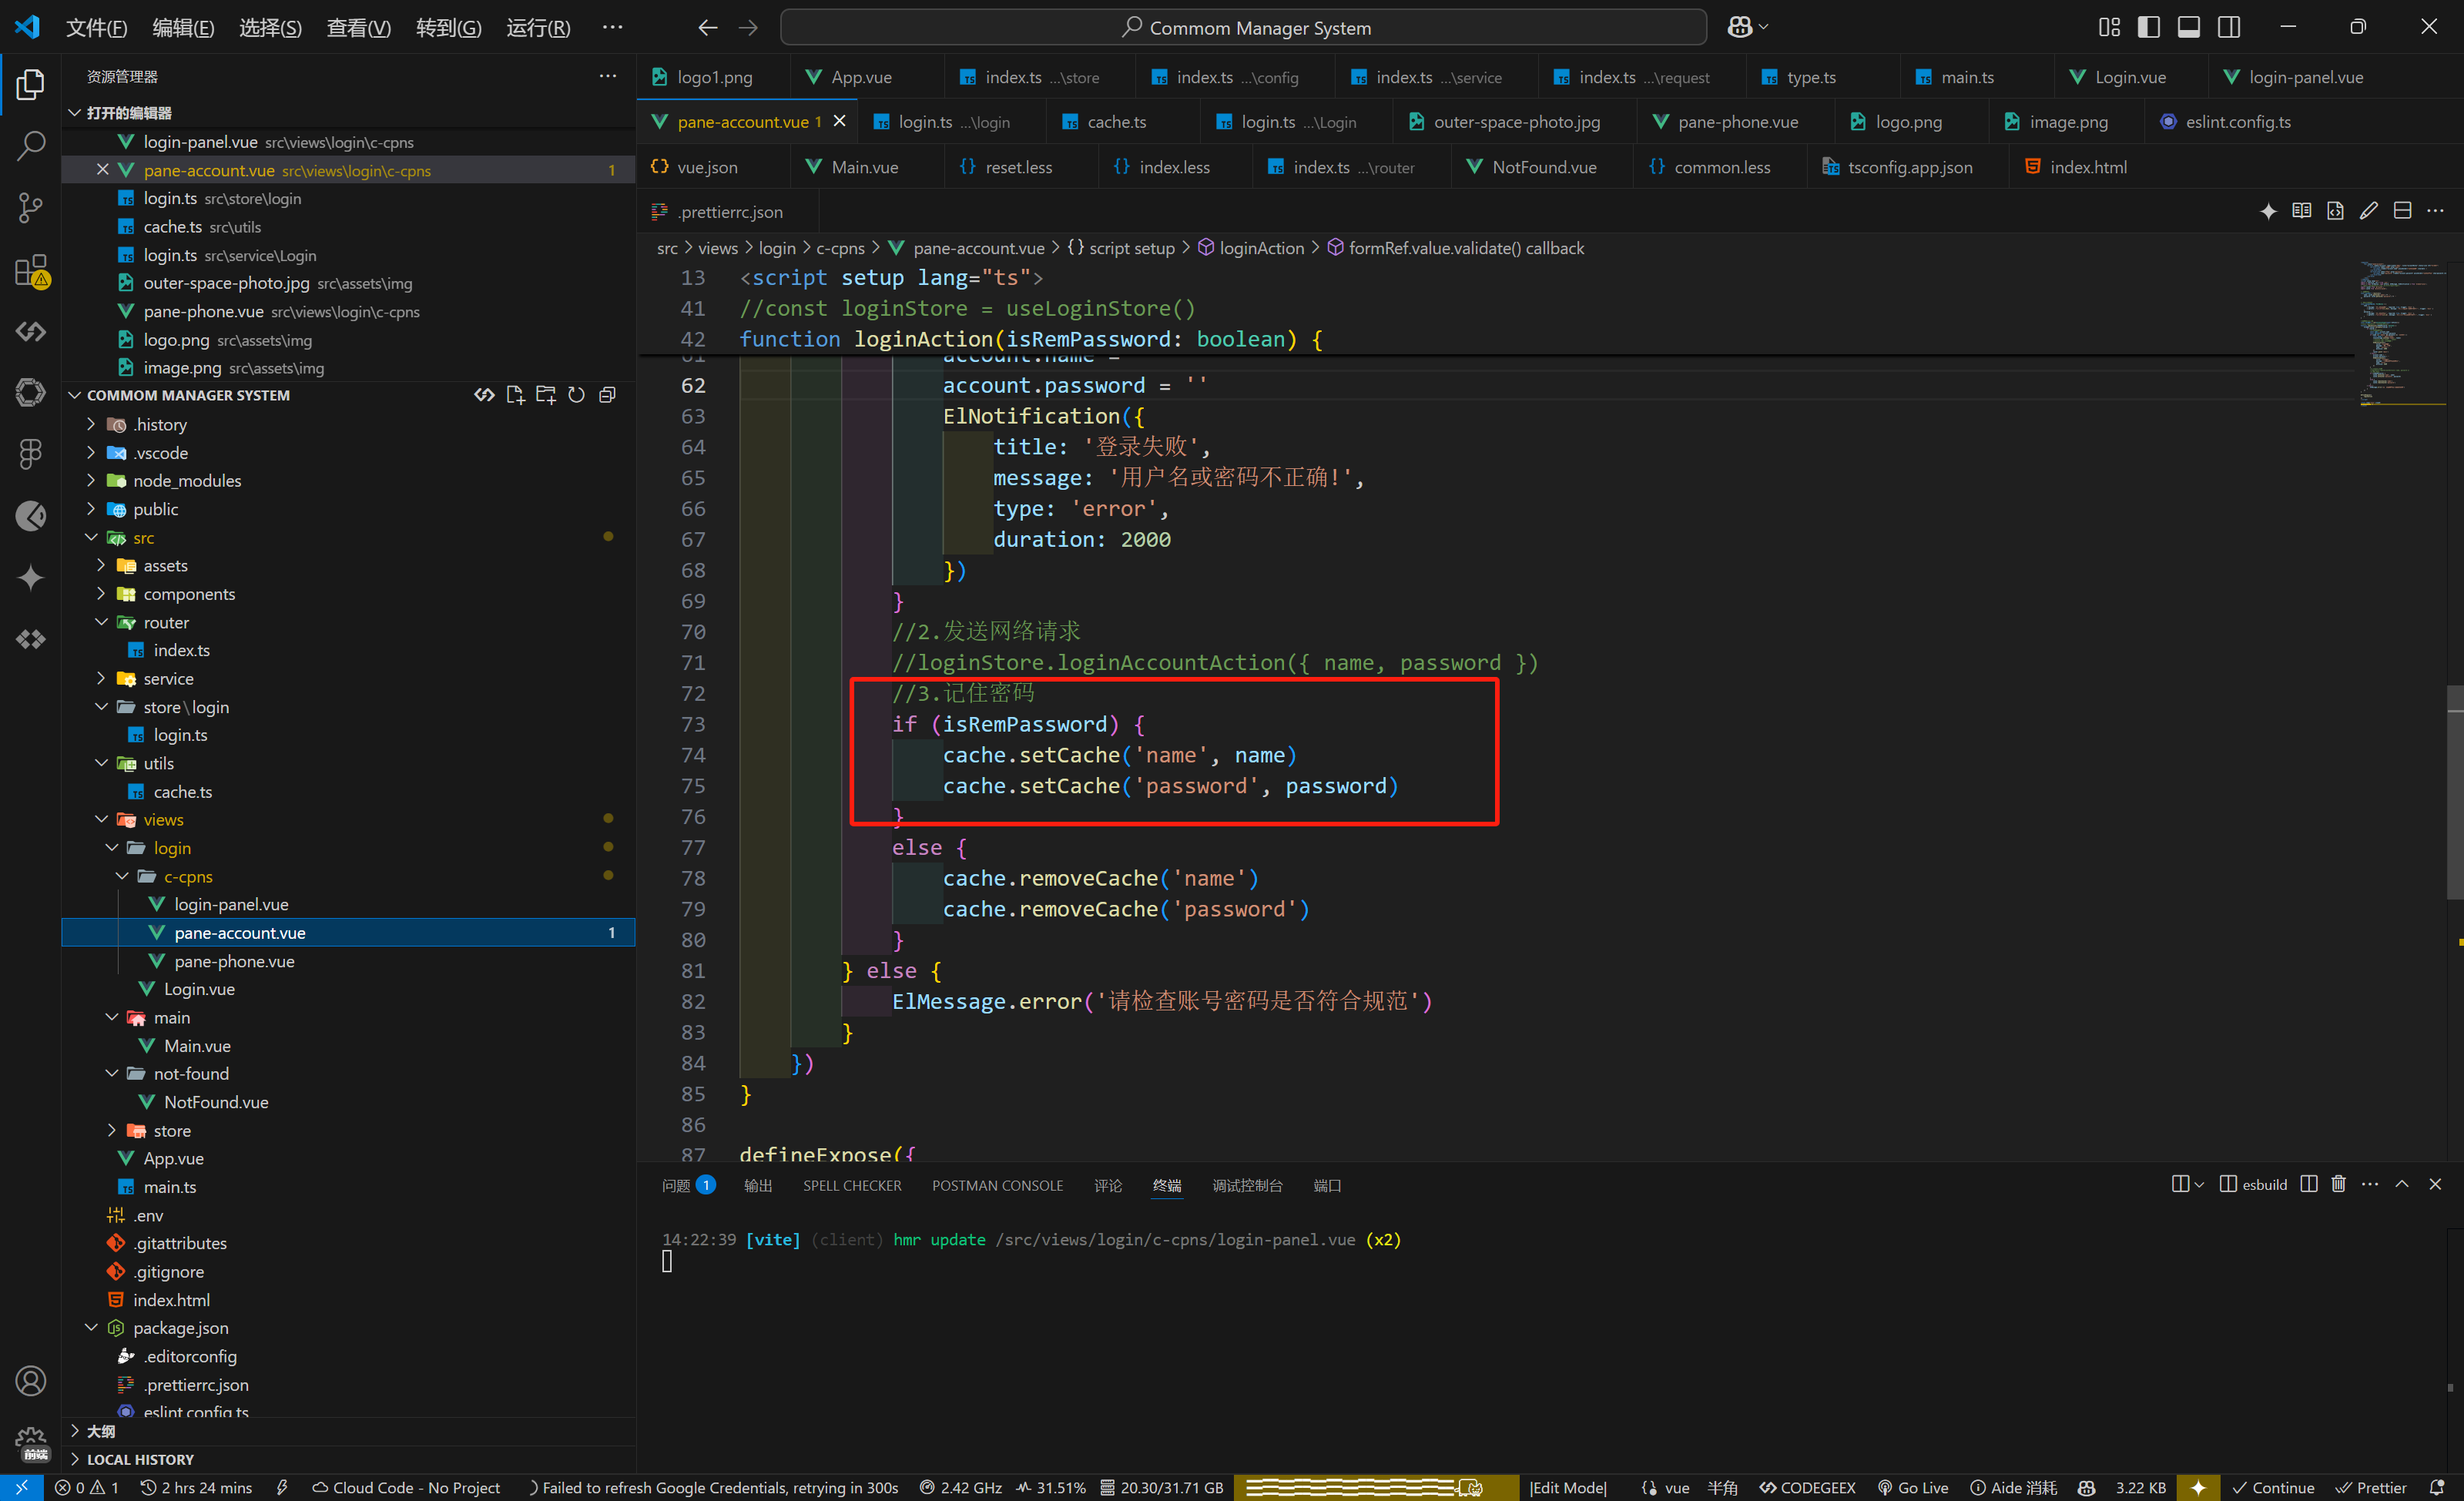 文件(F) 编辑(E) 选择(S) 查看(V) 转到(G) 运行(R) ··· Commom Manager System
资源管理器
打开的编辑器
login-panel.vue src\views\login\c-cpns
pane-account.vue src\views\login\c-cpns 1
login.ts src\store\login
cache.ts src\utils
login.ts src\service\Login
outer-space-photo.jpg src\assets\img
pane-phone.vue src\views\login\c-cpns
logo.png src\assets\img
image.png src\assets\img
COMMOM MANAGER SYSTEM
.history
.vscode
node_modules
public
src
assets
components
router
index.ts
service
store\login
login.ts
utils
cache.ts
views
login
c-cpns
login-panel.vue
pane-account.vue 1
pane-phone.vue
Login.vue
main
Main.vue
not-found
NotFound.vue
store
App.vue
main.ts
.env
.gitattributes
.gitignore
index.html
package.json
.editorconfig
.prettierrc.json
eslint.config.ts
大纲
LOCAL HISTORY
前端
logo1.png App.vue index.ts ...\store index.ts ...\config index.ts ...\service index.ts ...\request type.ts main.ts Login.vue login-panel.vue
pane-account.vue 1 login.ts ...\login cache.ts login.ts ...\Login outer-space-photo.jpg pane-phone.vue logo.png image.png eslint.config.ts
vue.json Main.vue reset.less index.less index.ts ...\router NotFound.vue common.less tsconfig.app.json index.html
.prettierrc.json
src > views > login > c-cpns > pane-account.vue > {} script setup > loginAction > formRef.value.validate() callback
13 <script setup lang="ts">
41 //const loginStore = useLoginStore()
42 function loginAction(isRemPassword: boolean) {
61 account.name =
62 account.password = ''
63 ElNotification({
64 title: '登录失败',
65 message: '用户名或密码不正确!',
66 type: 'error',
67 duration: 2000
68 })
69 }
70 //2.发送网络请求
71 //loginStore.loginAccountAction({ name, password })
72 //3.记住密码
73 if (isRemPassword) {
74 cache.setCache('name', name)
75 cache.setCache('password', password)
76 }
77 else {
78 cache.removeCache('name')
79 cache.removeCache('password')
80 }
81 } else {
82 ElMessage.error('请检查账号密码是否符合规范')
83 }
84 })
85 }
86
87 defineExpose({
问题 1 输出 SPELL CHECKER POSTMAN CONSOLE 评论 终端 调试控制台 端口 esbuild
14:22:39 [vite] (client) hmr update /src/views/login/c-cpns/login-panel.vue (x2)
0 1 2 hrs 24 mins Cloud Code - No Project Failed to refresh Google Credentials, retrying in 300s 2.42 GHz 31.51% 20.30/31.71 GB |Edit Mode| vue 半角 CODEGEEX Go Live Aide 消耗 3.22 KB Continue Prettier